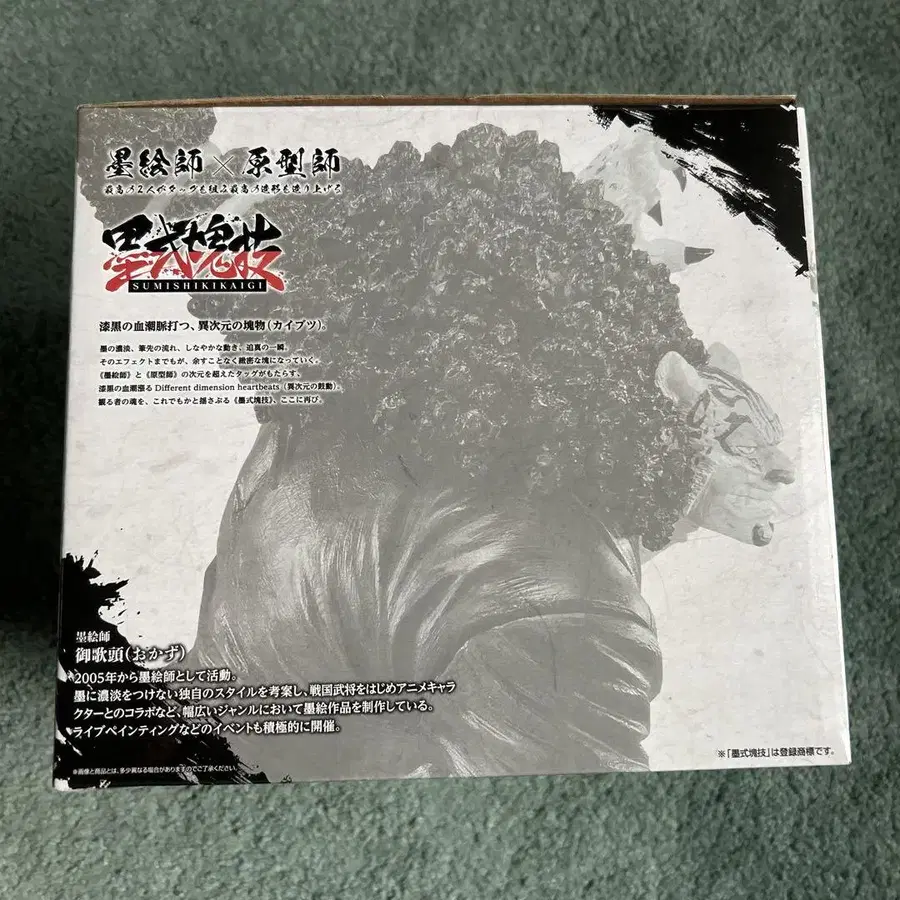 墨絵師×原型師
最高の2人がタッグを組み最高の造形を造り上げる
墨式塊技
SUMISHIKIKAIGI
漆黒の血潮脈打つ、異次元の塊物(カイブツ)。
墨の濃淡、筆先の流れ、しなやかな動き、迫真の一瞬。
そのエフェクトまでもが、余すことなく緻密な塊になっていく。
《墨絵師》と《原型師》の次元を超えたタッグがもたらす、
漆黒の血潮滾る Different dimension heartbeats (異次元の鼓動)
観る者の魂を、これでもかと揺さぶる《墨式塊技》、ここに再び。
墨絵師
御歌頭(おかず)
2005年から墨絵師として活動。
墨に濃淡をつけない独自のスタイルを考案し、戦国武将をはじめアニメキャラ
クターとのコラボなど、幅広いジャンルにおいて墨絵作品を制作している。
ライブペインティングなどのイベントも積極的に開催。
※画像と商品とは、多少異なる場合がありますのでご了承ください。
※「墨式塊技」は登録商標です。